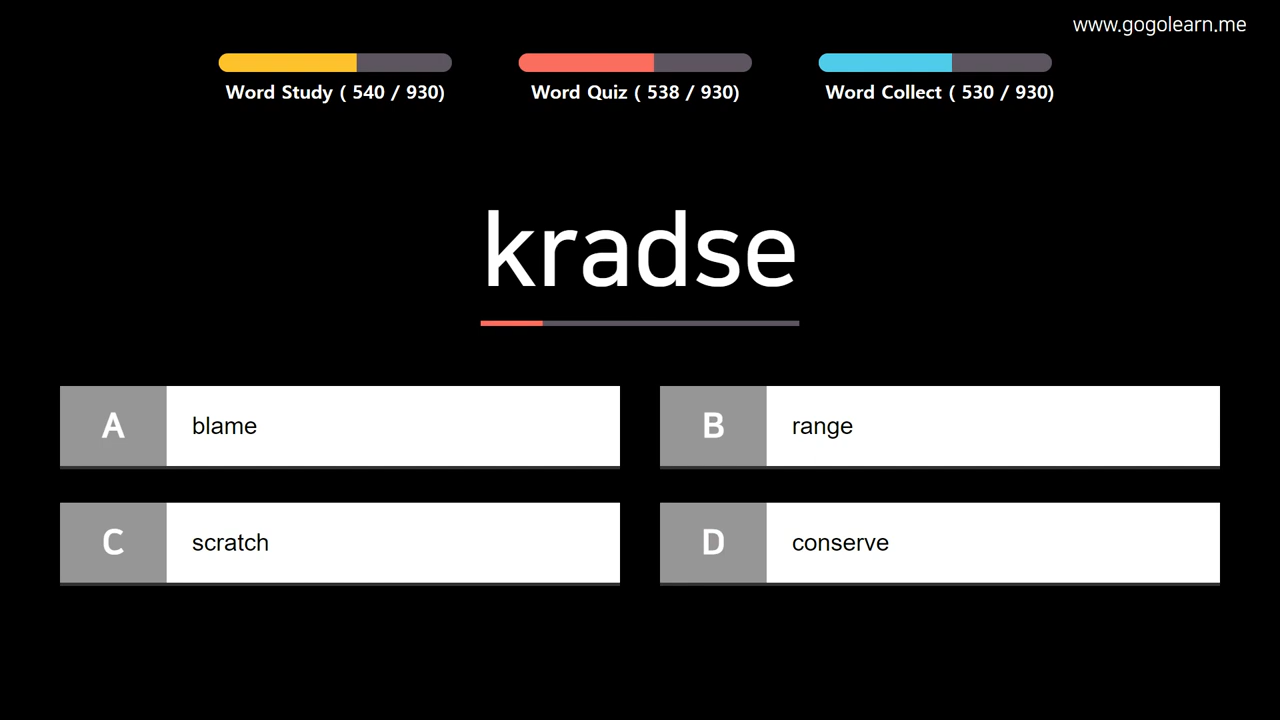 www.gogolearn.me
Word Study ( 540 / 930)
Word Quiz ( 538 / 930)
Word Collect ( 530 / 930)
kradse
A blame
B range
C scratch
D conserve